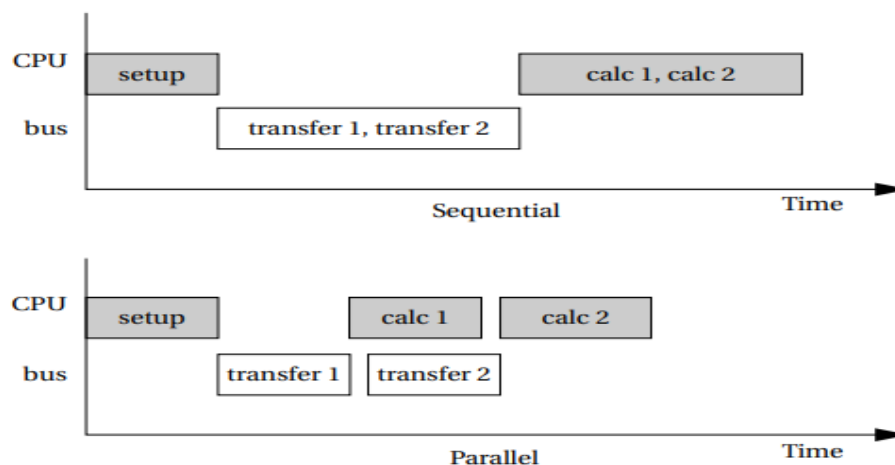 CPU
setup
calc 1, calc 2
bus
transfer 1, transfer 2
Time
Sequential
CPU
setup
calc 1
calc 2
bus
transfer 1
transfer 2
Time
Parallel